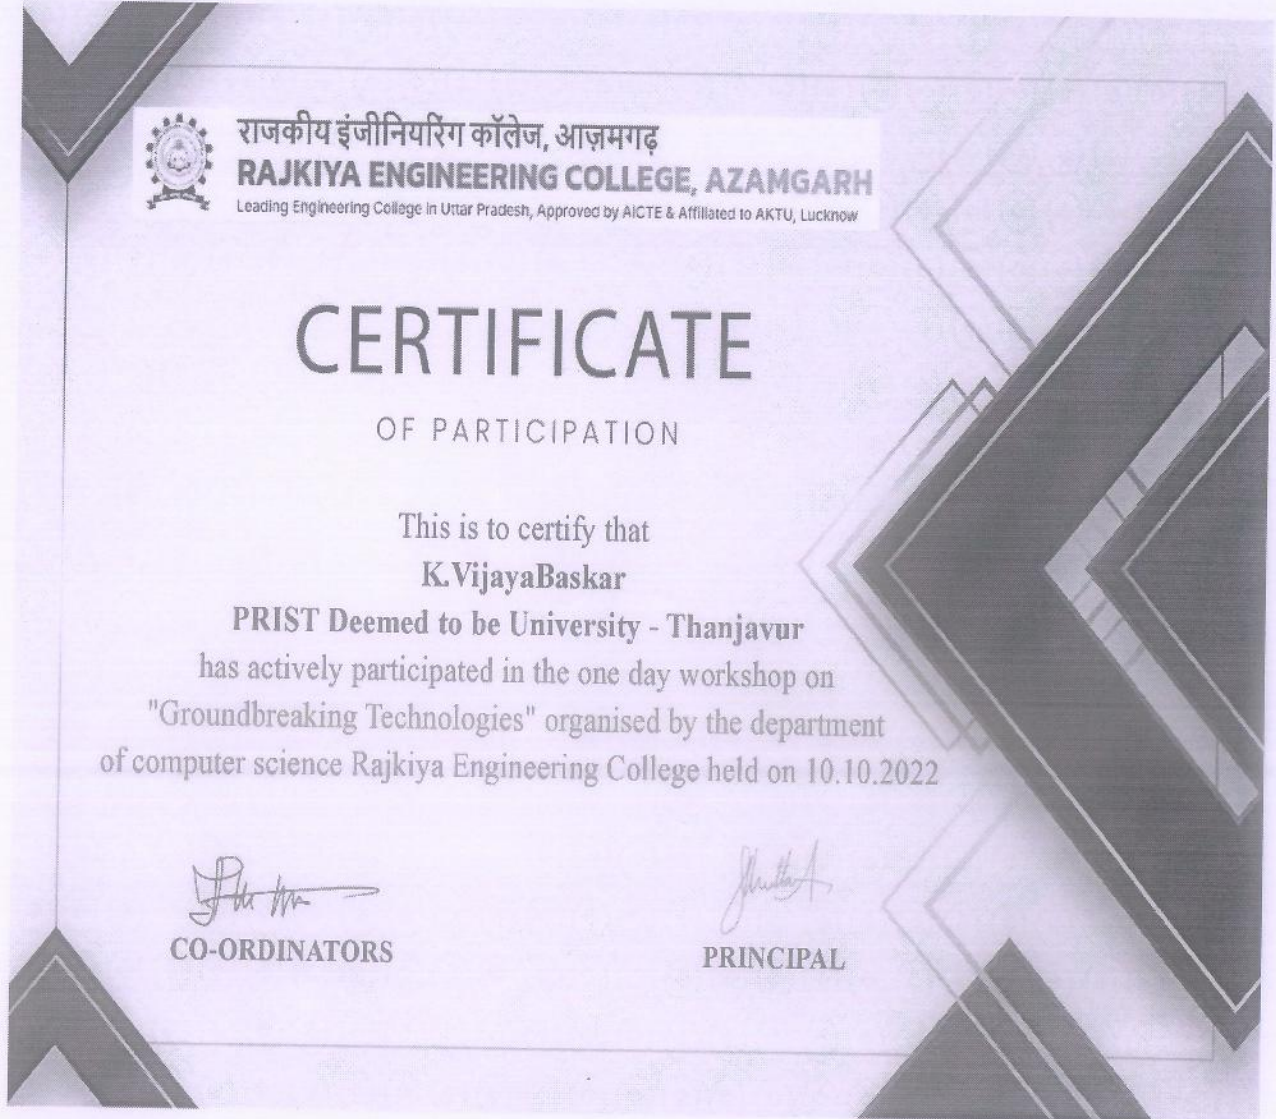 राजकीय इंजीनियरिंग कॉलेज, आज़मगढ़
RAJKIYA ENGINEERING COLLEGE, AZAMGARH
Leading Engineering College in Uttar Pradesh, Approved by AICTE & Affiliated to AKTU, Lucknow
CERTIFICATE
OF PARTICIPATION
This is to certify that
K.VijayaBaskar
PRIST Deemed to be University - Thanjavur
has actively participated in the one day workshop on
"Groundbreaking Technologies" organised by the department
of computer science Rajkiya Engineering College held on 10.10.2022
CO-ORDINATORS
PRINCIPAL